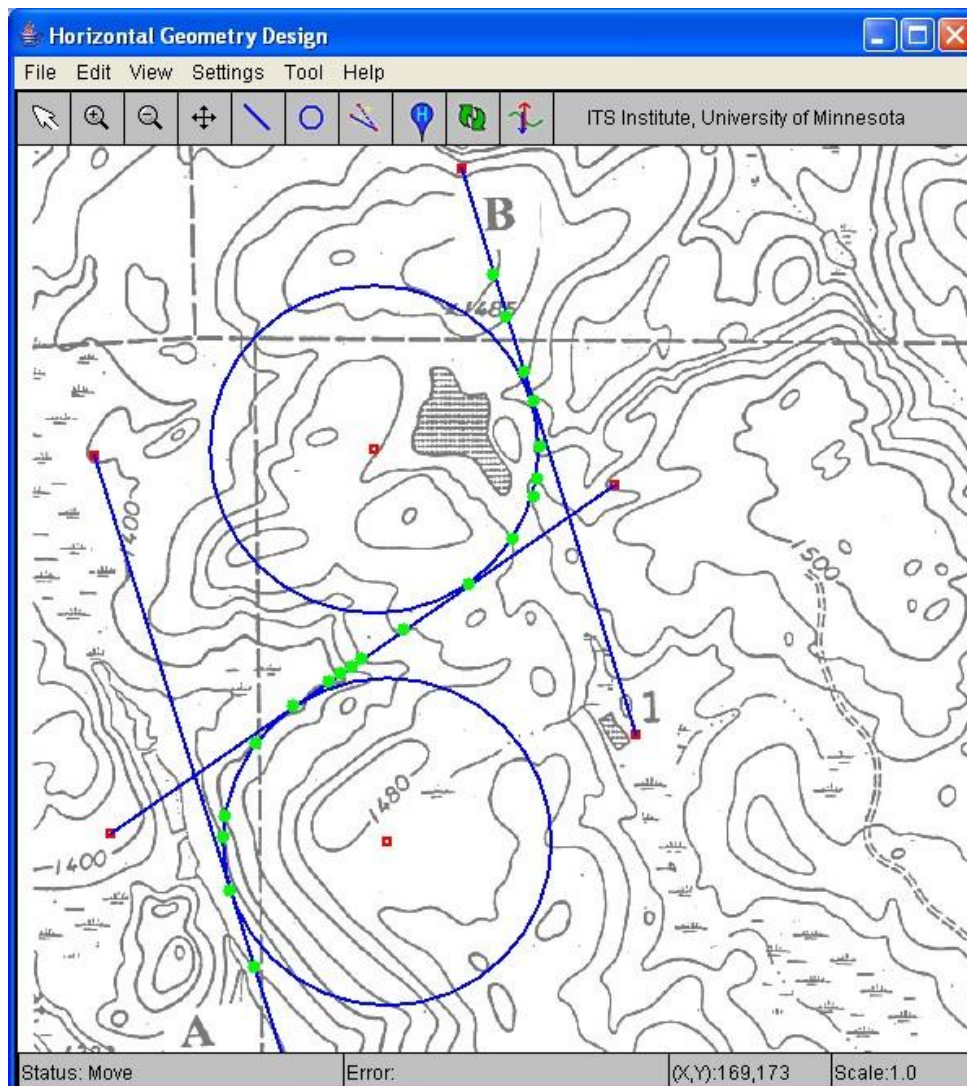 Horizontal Geometry Design
File Edit View Settings Tool Help
H
ITS Institute, University of Minnesota
B
1485
1400
1500
1
1480
1400
A
Status: Move Error: (X,Y):169,173 Scale:1.0